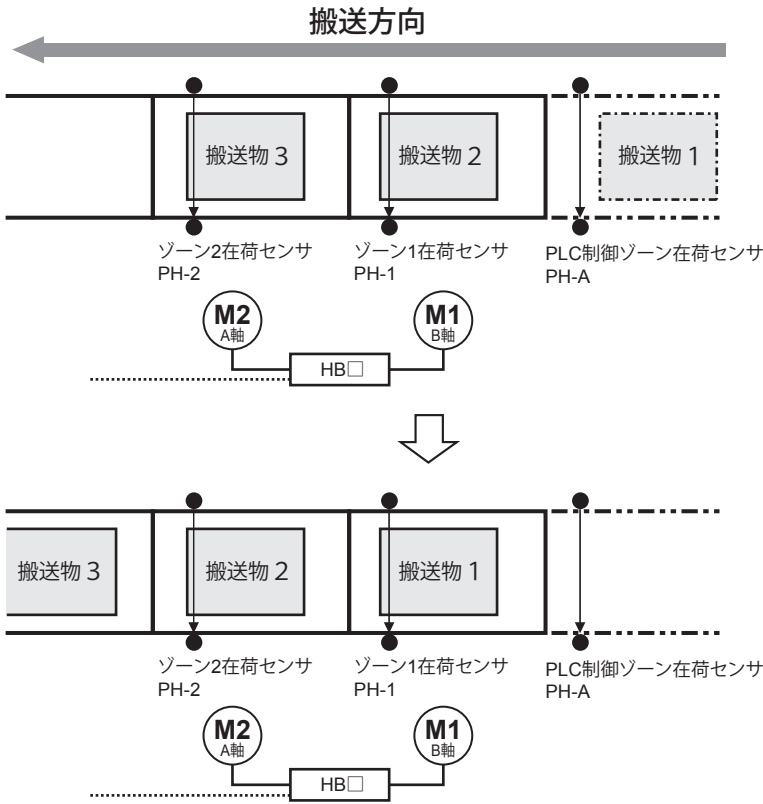 搬送方向
搬送物 3
搬送物 2
搬送物 1
ゾーン2在荷センサ
PH-2
ゾーン1在荷センサ
PH-1
PLC制御ゾーン在荷センサ
PH-A
M2
A軸
M1
B軸
HB□
搬送物 3
搬送物 2
搬送物 1
ゾーン2在荷センサ
PH-2
ゾーン1在荷センサ
PH-1
PLC制御ゾーン在荷センサ
PH-A
M2
A軸
M1
B軸
HB□